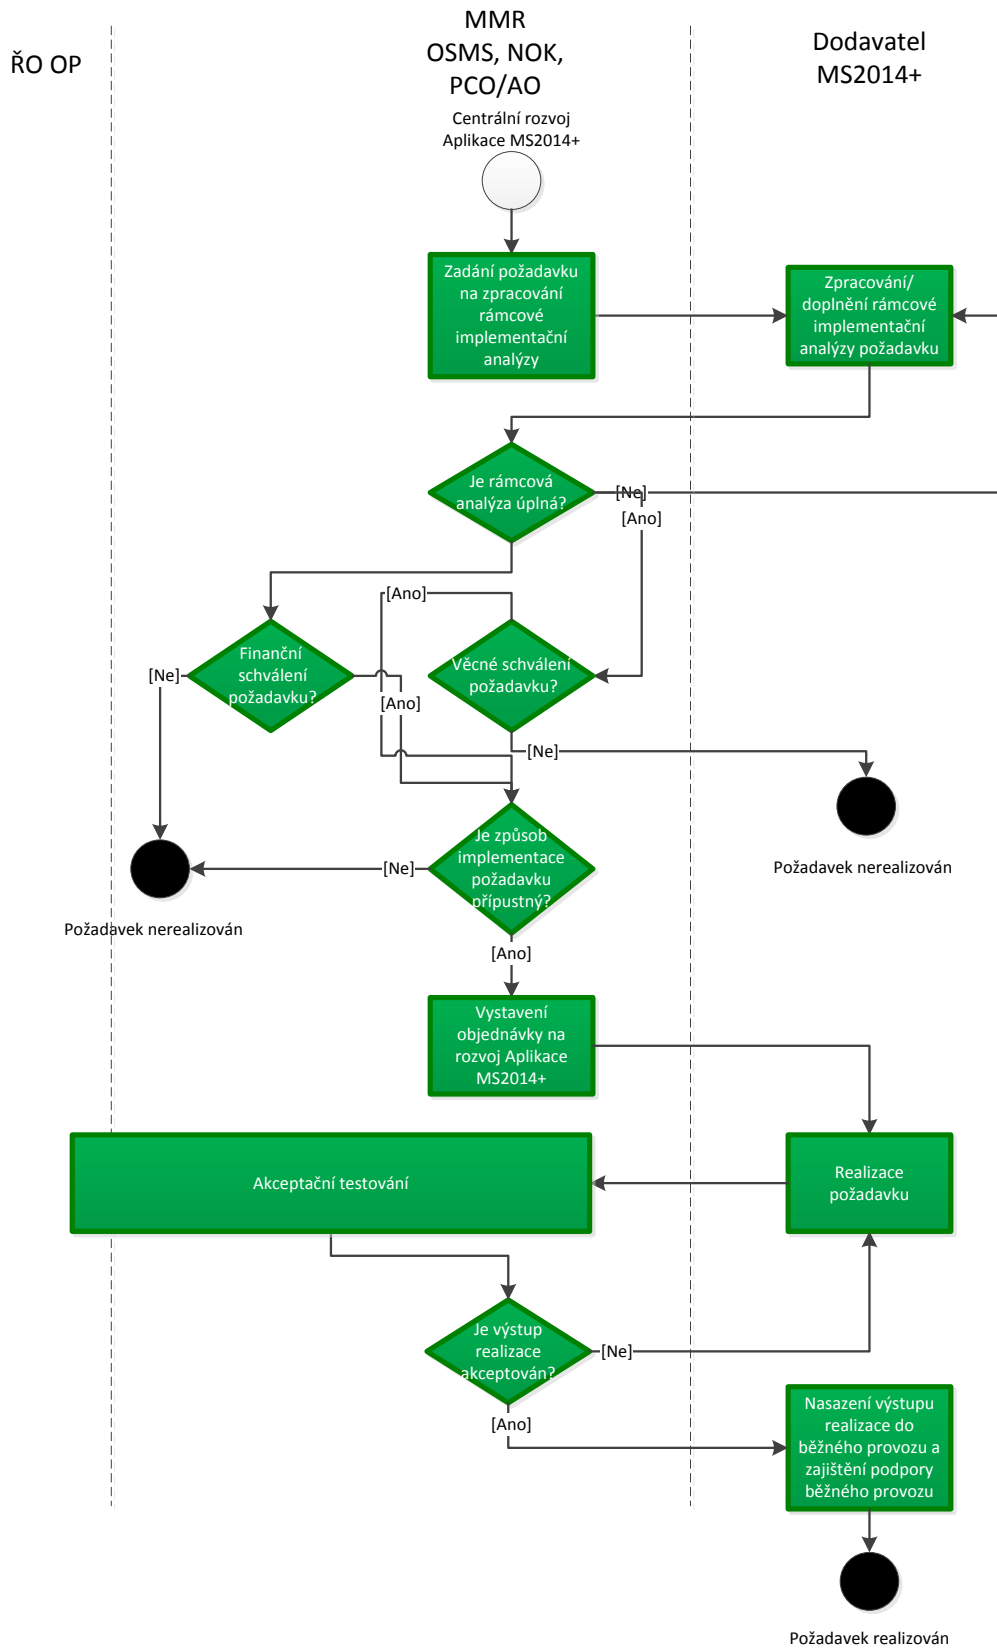 ŘO OP
MMR
OSMS, NOK,
PCO/AO
Dodavatel
MS2014+
Centrální rozvoj
Aplikace MS2014+
Zadání požadavku
na zpracování
rámcové
implementační
analýzy
Zpracování/
doplnění rámcové
implementační
analýzy požadavku
Je rámcová
analýza úplná?
[Ne]
[Ano]
[Ano]
Finanční
schválení
požadavku?
Věcné schválení
požadavku?
[Ne]
[Ano]
[Ne]
Je způsob
implementace
požadavku
přípustný?
[Ne]
Požadavek nerealizován
Požadavek nerealizován
[Ano]
Vystavení
objednávky na
rozvoj Aplikace
MS2014+
Akceptační testování
Realizace
požadavku
Je výstup
realizace
akceptován?
[Ne]
[Ano]
Nasazení výstupu
realizace do
běžného provozu a
zajištění podpory
běžného provozu
Požadavek realizován